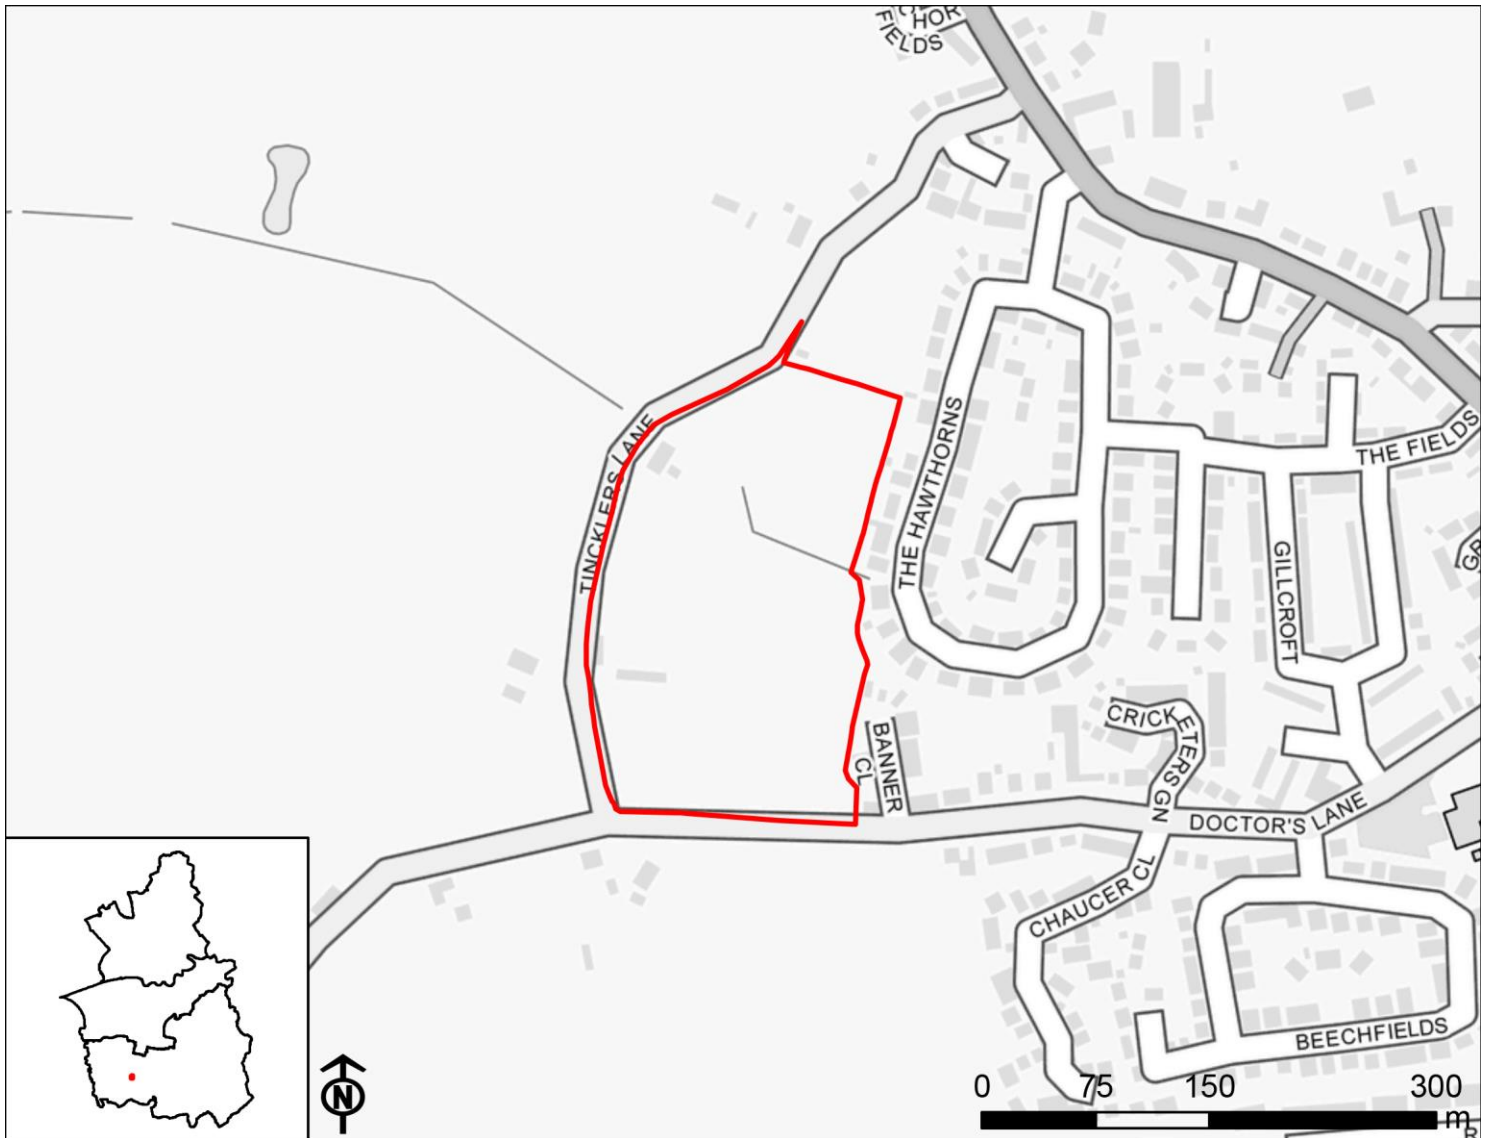 HOR
FIELDS
TINCKLERS LANE
THE HAWTHORNS
THE FIELDS
GILLCROFT
CRICKETERS GN
BANNER
CL
DOCTOR'S LANE
CHAUCER CL
BEECHFIELDS
N
0 75 150 300
m